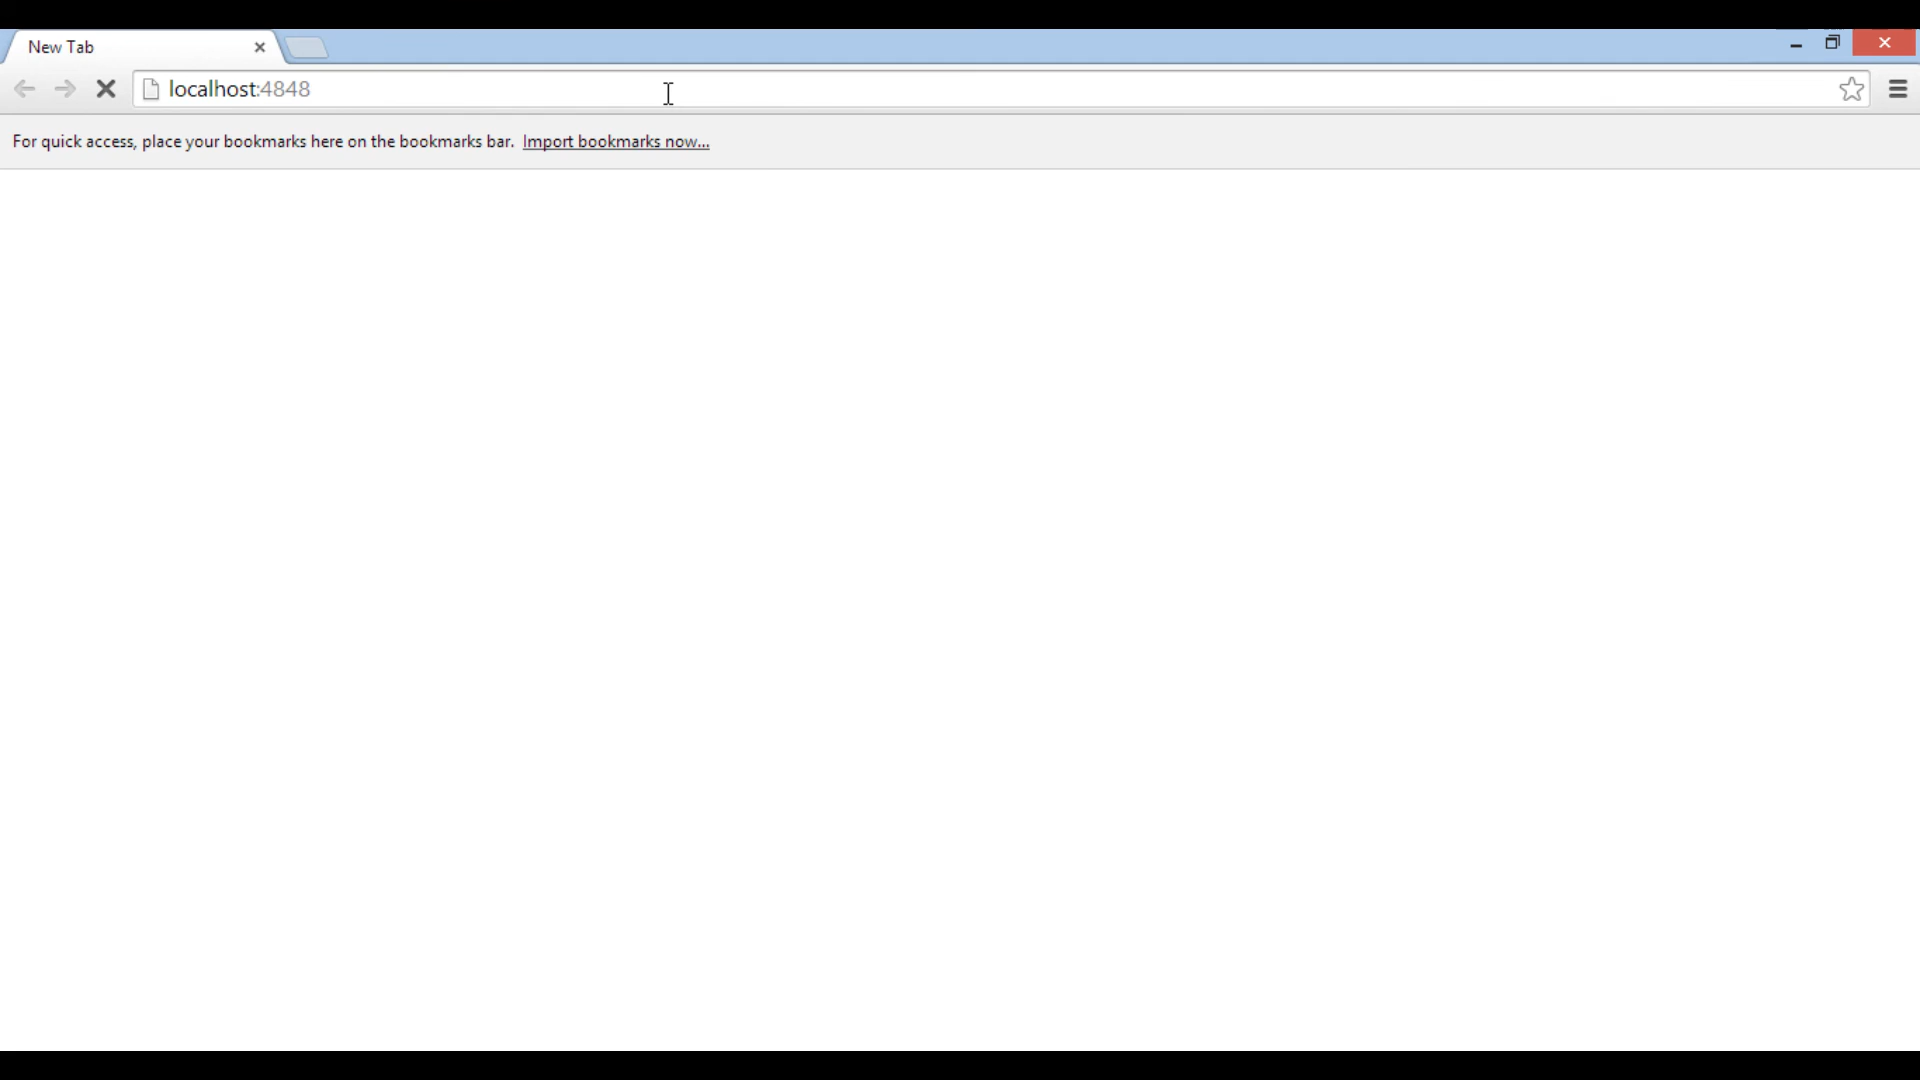 New Tab
localhost:4848
For quick access, place your bookmarks here on the bookmarks bar. Import bookmarks now...